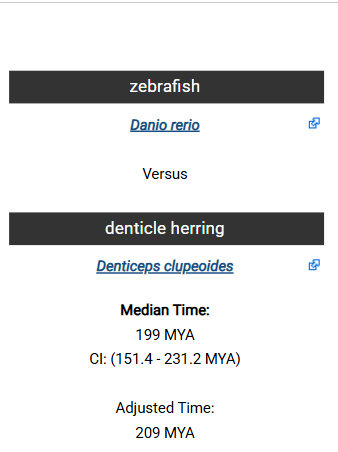 zebrafish
Danio rerio
Versus
denticle herring
Denticeps clupeoides
Median Time:
199 MYA
CI: (151.4 - 231.2 MYA)
Adjusted Time:
209 MYA